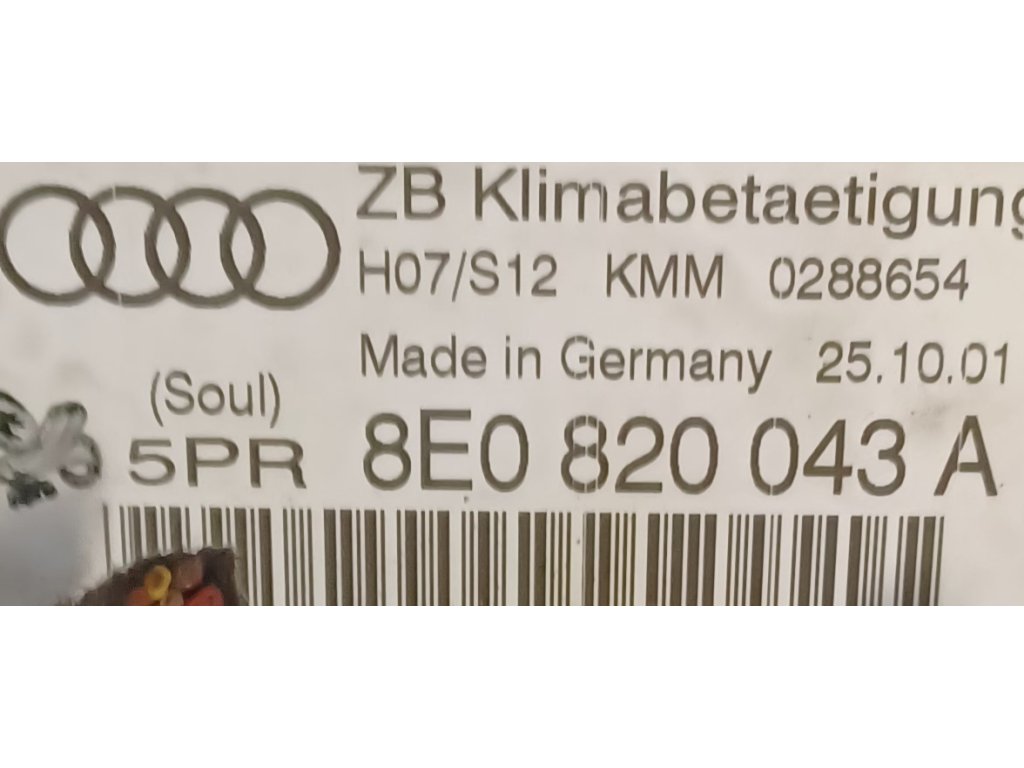 ZB Klimabetaetigung
H07/S12 KMM 0288654
Made in Germany 25.10.01
(Soul)
5PR 8E0 820 043 A